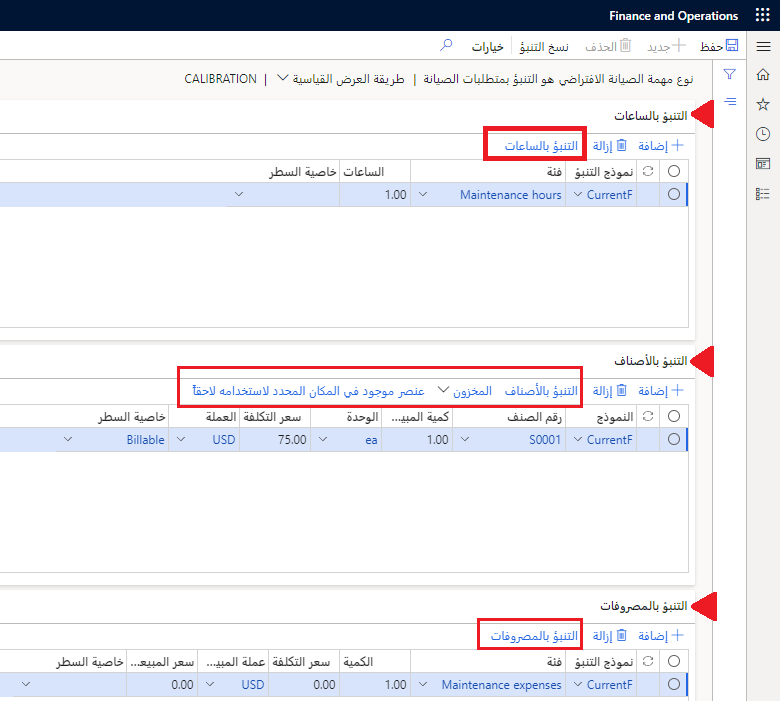 Finance and Operations
حفظ جديد الحذف نسخ التنبؤ خيارات
نوع مهمة الصيانة الافتراضي هو التنبؤ بمتطلبات الصيانة | طريقة العرض القياسية | CALIBRATION
التنبؤ بالساعات
إضافة إزالة التنبؤ بالساعات
نموذج التنبؤ فئة الساعات خاصية السطر
CurrentF Maintenance hours 1.00
التنبؤ بالأصناف
إضافة إزالة التنبؤ بالأصناف المخزون عنصر موجود في المكان المحدد لاستخدامه لاحقاً
النموذج رقم الصنف كمية المبيـ... الوحدة سعر التكلفة العملة خاصية السطر
CurrentF S0001 1.00 ea 75.00 USD Billable
التنبؤ بالمصروفات
إضافة إزالة التنبؤ بالمصروفات
نموذج التنبؤ فئة الكمية سعر التكلفة عملة المبيـ... سعر المبيعـ... خاصية السطر
CurrentF Maintenance expenses 1.00 0.00 USD 0.00